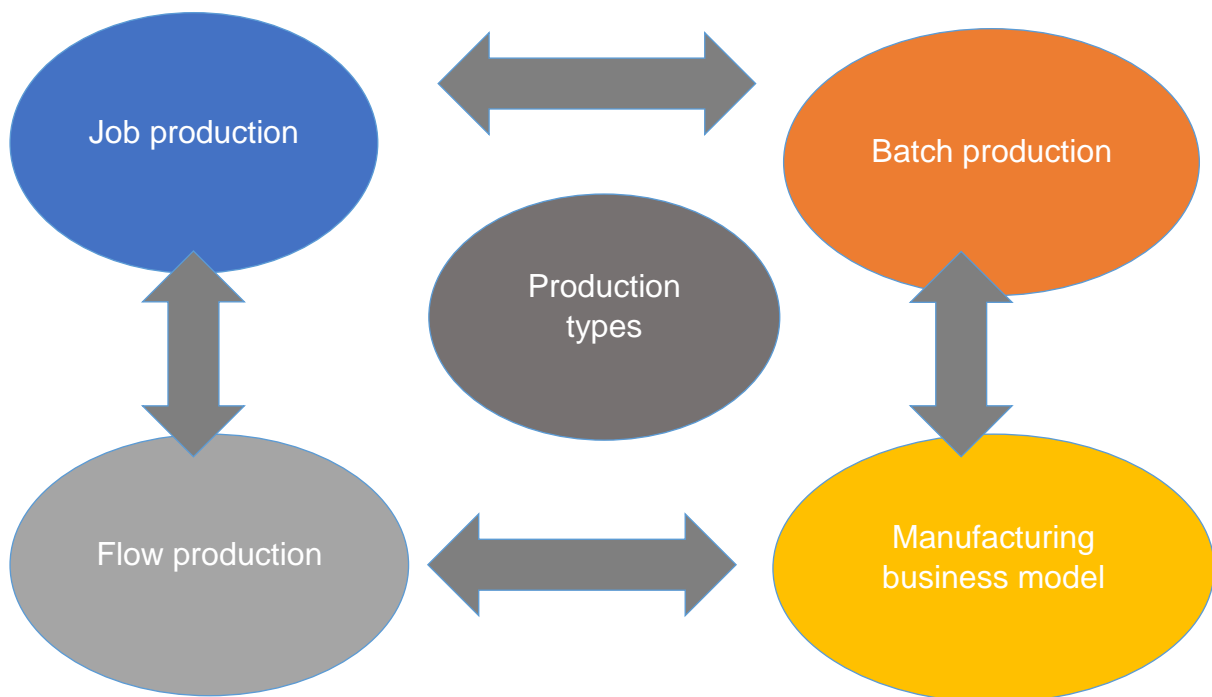 Job production
Batch production
Production
types
Flow production
Manufacturing
business model